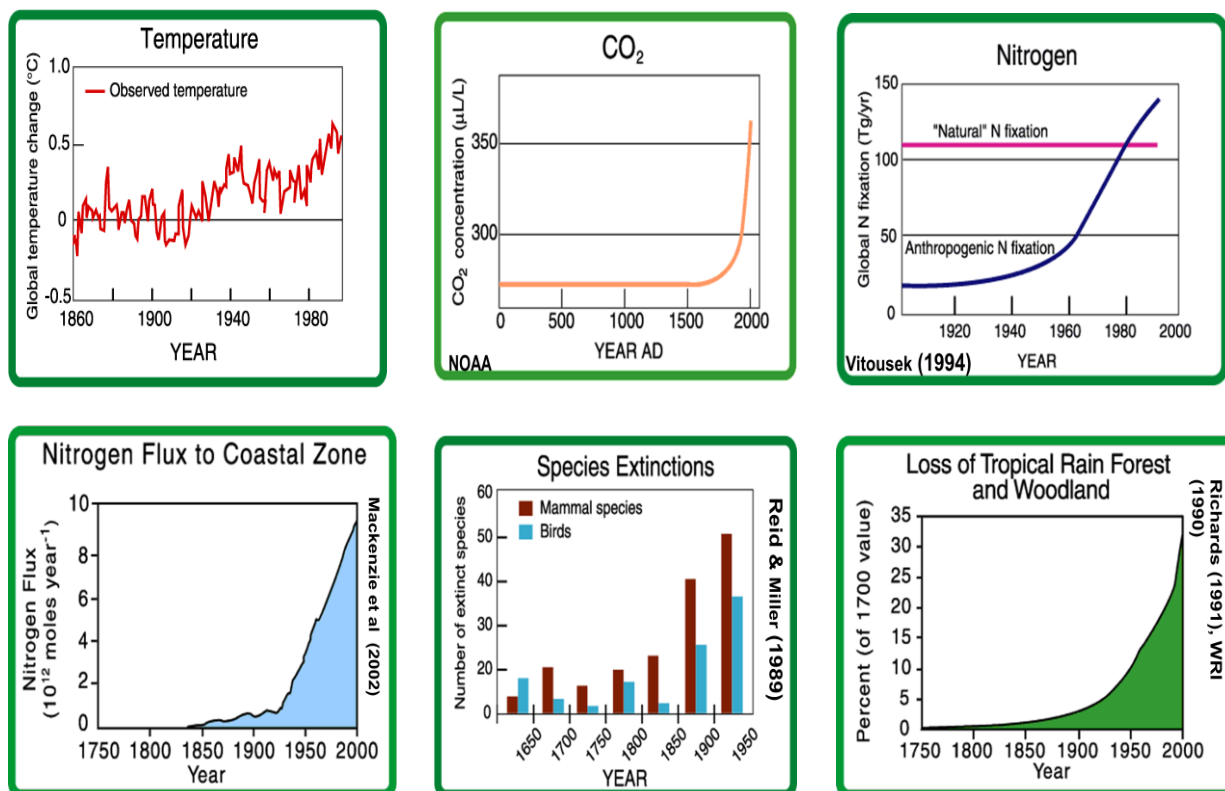 Temperature
Global temperature change (°C)
1.0
0.5
0
-0.5
Observed temperature
1860
1900
1940
1980
YEAR
CO₂
CO₂ concentration (µL/L)
350
300
0
500
1000
1500
2000
YEAR AD
NOAA
Nitrogen
Global N fixation (Tg/yr)
150
100
50
0
"Natural" N fixation
Anthropogenic N fixation
1920
1940
1960
1980
2000
Vitousek (1994)
YEAR
Nitrogen Flux to Coastal Zone
Nitrogen Flux
(10¹² moles year⁻¹)
10
8
6
4
2
0
1750
1800
1850
1900
1950
2000
Year
Mackenzie et al (2002)
Species Extinctions
Number of extinct species
60
50
40
20
10
0
Mammal species
Birds
1650
1700
1750
1800
1850
1900
1950
YEAR
Reid & Miller (1989)
Loss of Tropical Rain Forest
and Woodland
Percent (of 1700 value)
35
30
25
20
15
10
5
0
1750
1800
1850
1900
1950
2000
Year
Richards (1991), WRI
(1990)